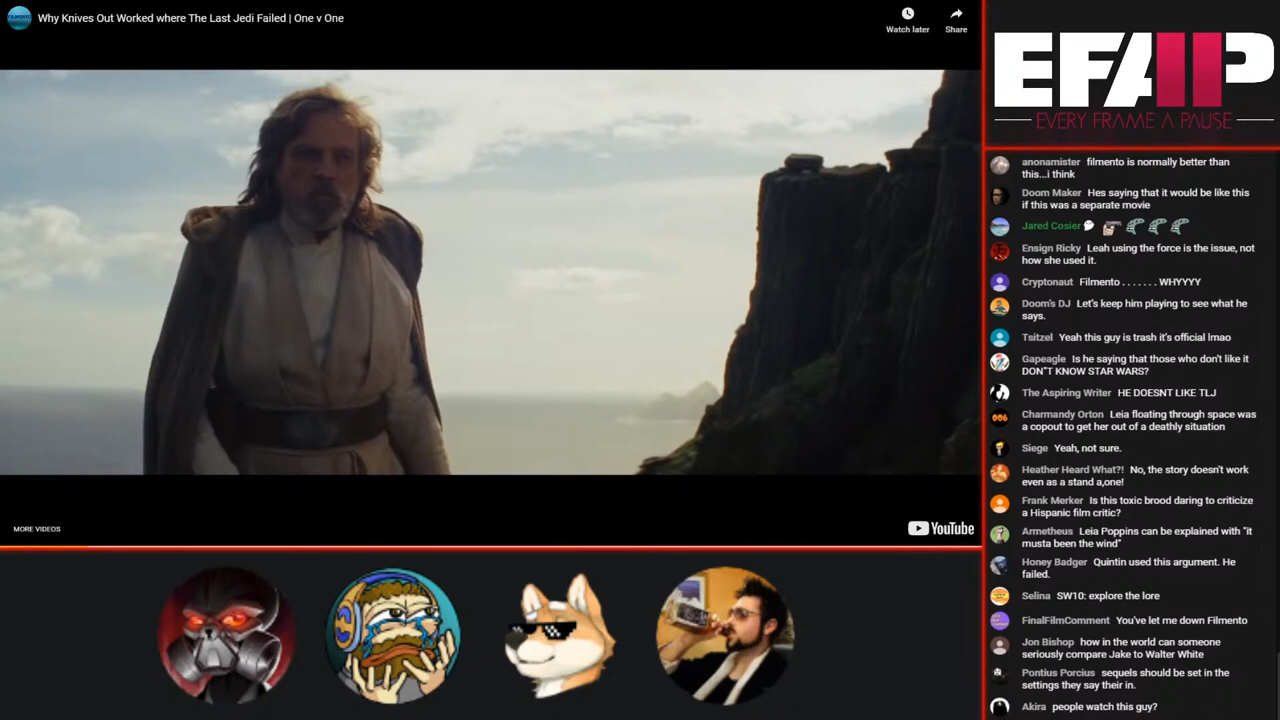 Why Knives Out Worked where The Last Jedi Failed | One v One
Watch later
Share
MORE VIDEOS
YouTube
FILMENTO
EFAP
EVERY FRAME A PAUSE
anonamister filmento is normally better than
this...i think
Doom Maker Hes saying that it would be like this
if this was a separate movie
Jared Cosier
Ensign Ricky Leah using the force is the issue, not
how she used it.
Cryptonaut Filmento . . . . . . . WHYYYY
Doom's DJ Let's keep him playing to see what he
says.
Tsitzel Yeah this guy is trash it's official lmao
Gapeagle Is he saying that those who don't like it
DON"T KNOW STAR WARS?
The Aspiring Writer HE DOESNT LIKE TLJ
Charmandy Orton Leia floating through space was
a copout to get her out of a deathly situation
Siege Yeah, not sure.
Heather Heard What?! No, the story doesn't work
even as a stand a,one!
Frank Merker Is this toxic brood daring to criticize
a Hispanic film critic?
Armetheus Leia Poppins can be explained with "it
musta been the wind"
Honey Badger Quintin used this argument. He
failed.
Selina SW10: explore the lore
FinalFilmComment You've let me down Filmento
Jon Bishop how in the world can someone
seriously compare Jake to Walter White
Pontius Porcius sequels should be set in the
settings they say their in.
Akira people watch this guy?